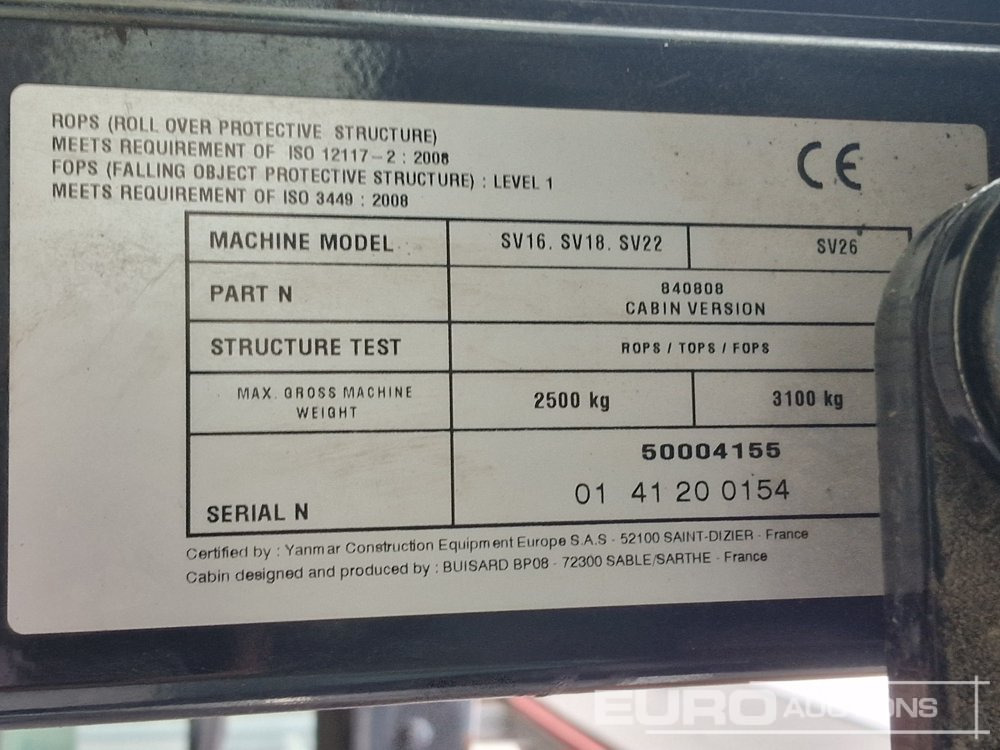 ROPS (ROLL OVER PROTECTIVE STRUCTURE)
MEETS REQUIREMENT OF ISO 12117-2 : 2008
FOPS (FALLING OBJECT PROTECTIVE STRUCTURE) : LEVEL 1
MEETS REQUIREMENT OF ISO 3449 : 2008
CE
MACHINE MODEL SV16. SV18. SV22 SV26
PART N 840808
CABIN VERSION
STRUCTURE TEST ROPS / TOPS / FOPS
MAX. GROSS MACHINE
WEIGHT 2500 kg 3100 kg
50004155
SERIAL N 01 41 20 0154
Certified by : Yanmar Construction Equipment Europe S.A.S - 52100 SAINT-DIZIER - France
Cabin designed and produced by : BUISARD BP08 - 72300 SABLE/SARTHE - France
EURO AUCTIONS